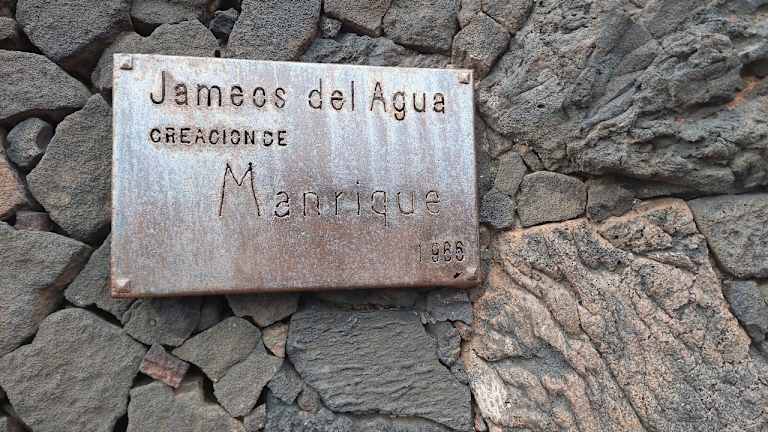 Jameos del Agua
CREACION DE
Manrique
1966